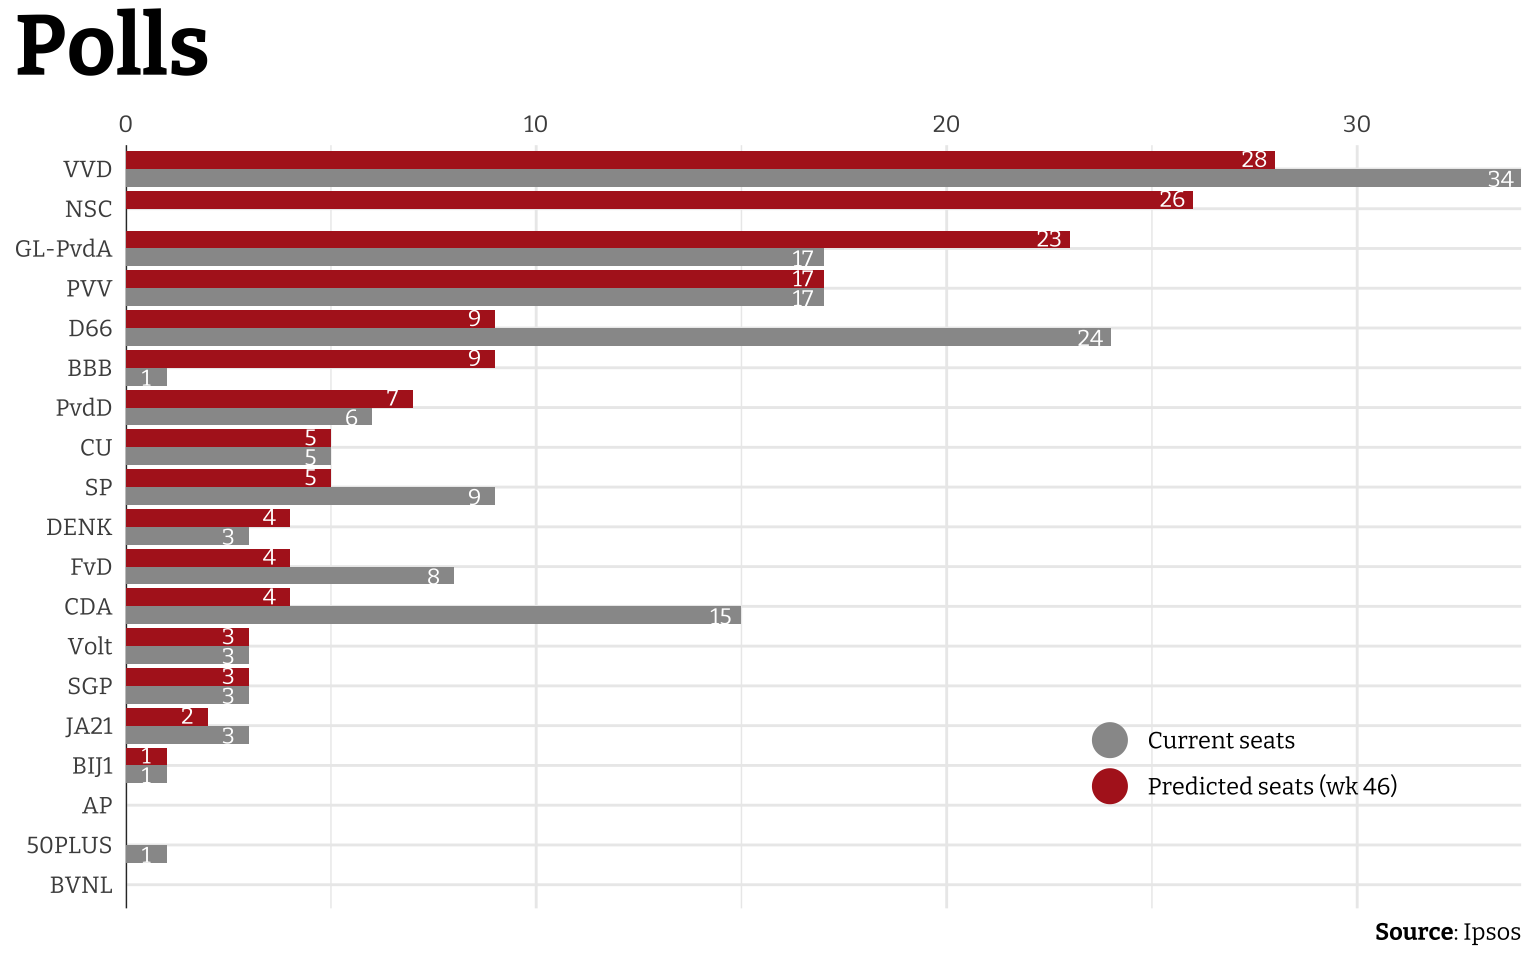 Polls
0 10 20 30
VVD 28
34
NSC 26
GL-PvdA 23
17
PVV 17
17
D66 9
24
BBB 9
1
PvdD 7
6
CU 5
5
SP 5
9
DENK 4
3
FvD 4
8
CDA 4
15
Volt 3
3
SGP 3
3
JA21 2
3
BIJ1 1
1
AP
50PLUS 1
BVNL
Current seats
Predicted seats (wk 46)
Source: Ipsos